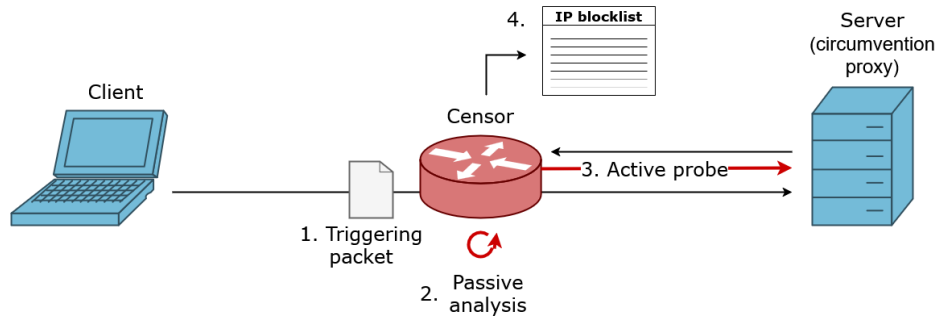 4.
IP blocklist
Server
(circumvention
proxy)
Client
Censor
3. Active probe
1. Triggering
packet
2. Passive
analysis